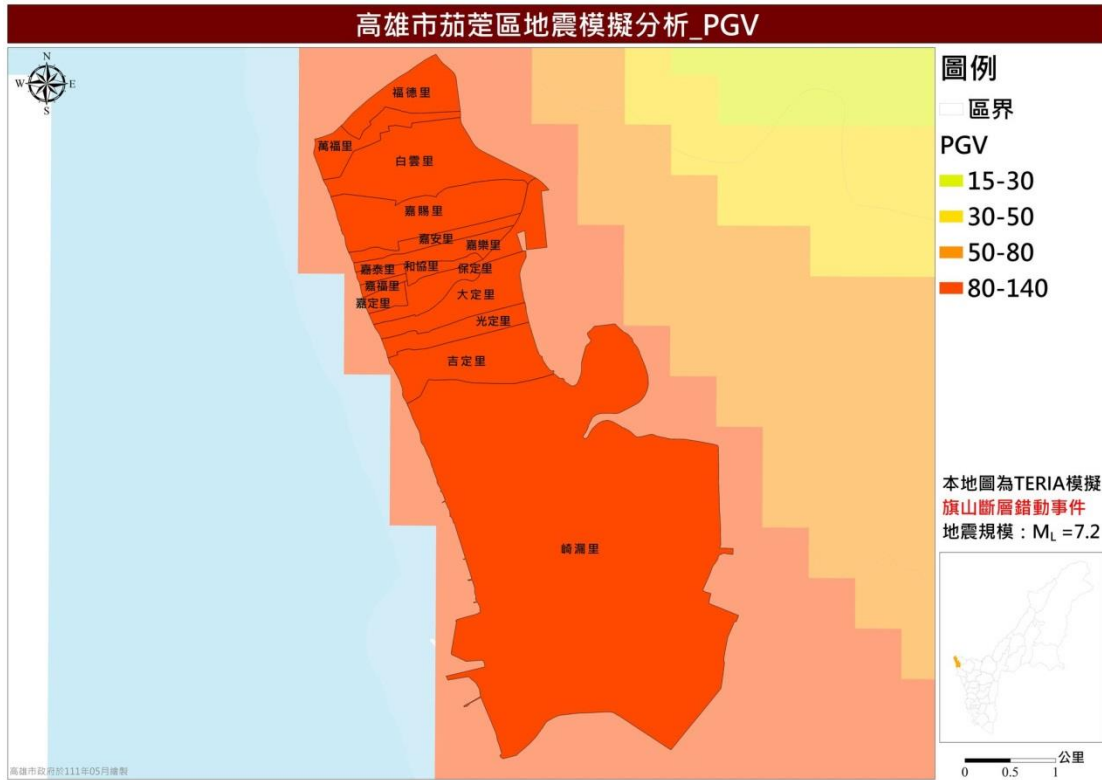 高雄市茄萣區地震模擬分析_PGV
N
W
E
S
圖例
區界
PGV
15-30
30-50
50-80
80-140
福德里
萬福里
白雲里
嘉賜里
嘉安里
嘉樂里
嘉泰里
和協里
保定里
嘉福里
大定里
嘉定里
光定里
吉定里
崎漏里
本地圖為TERIA模擬
旗山斷層錯動事件
地震規模：ML =7.2
公里
0 0.5 1
高雄市政府於111年05月繪製